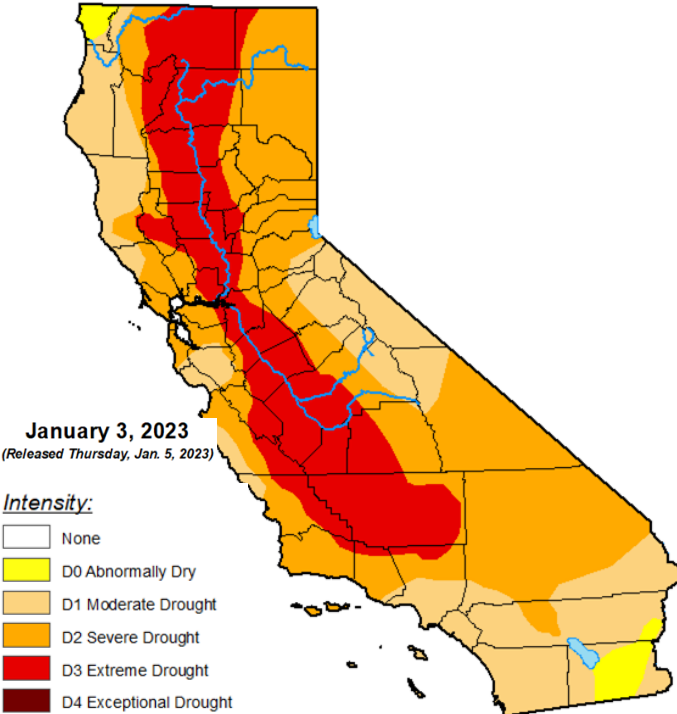 January 3, 2023
(Released Thursday, Jan. 5, 2023)
Intensity:
None
D0 Abnormally Dry
D1 Moderate Drought
D2 Severe Drought
D3 Extreme Drought
D4 Exceptional Drought